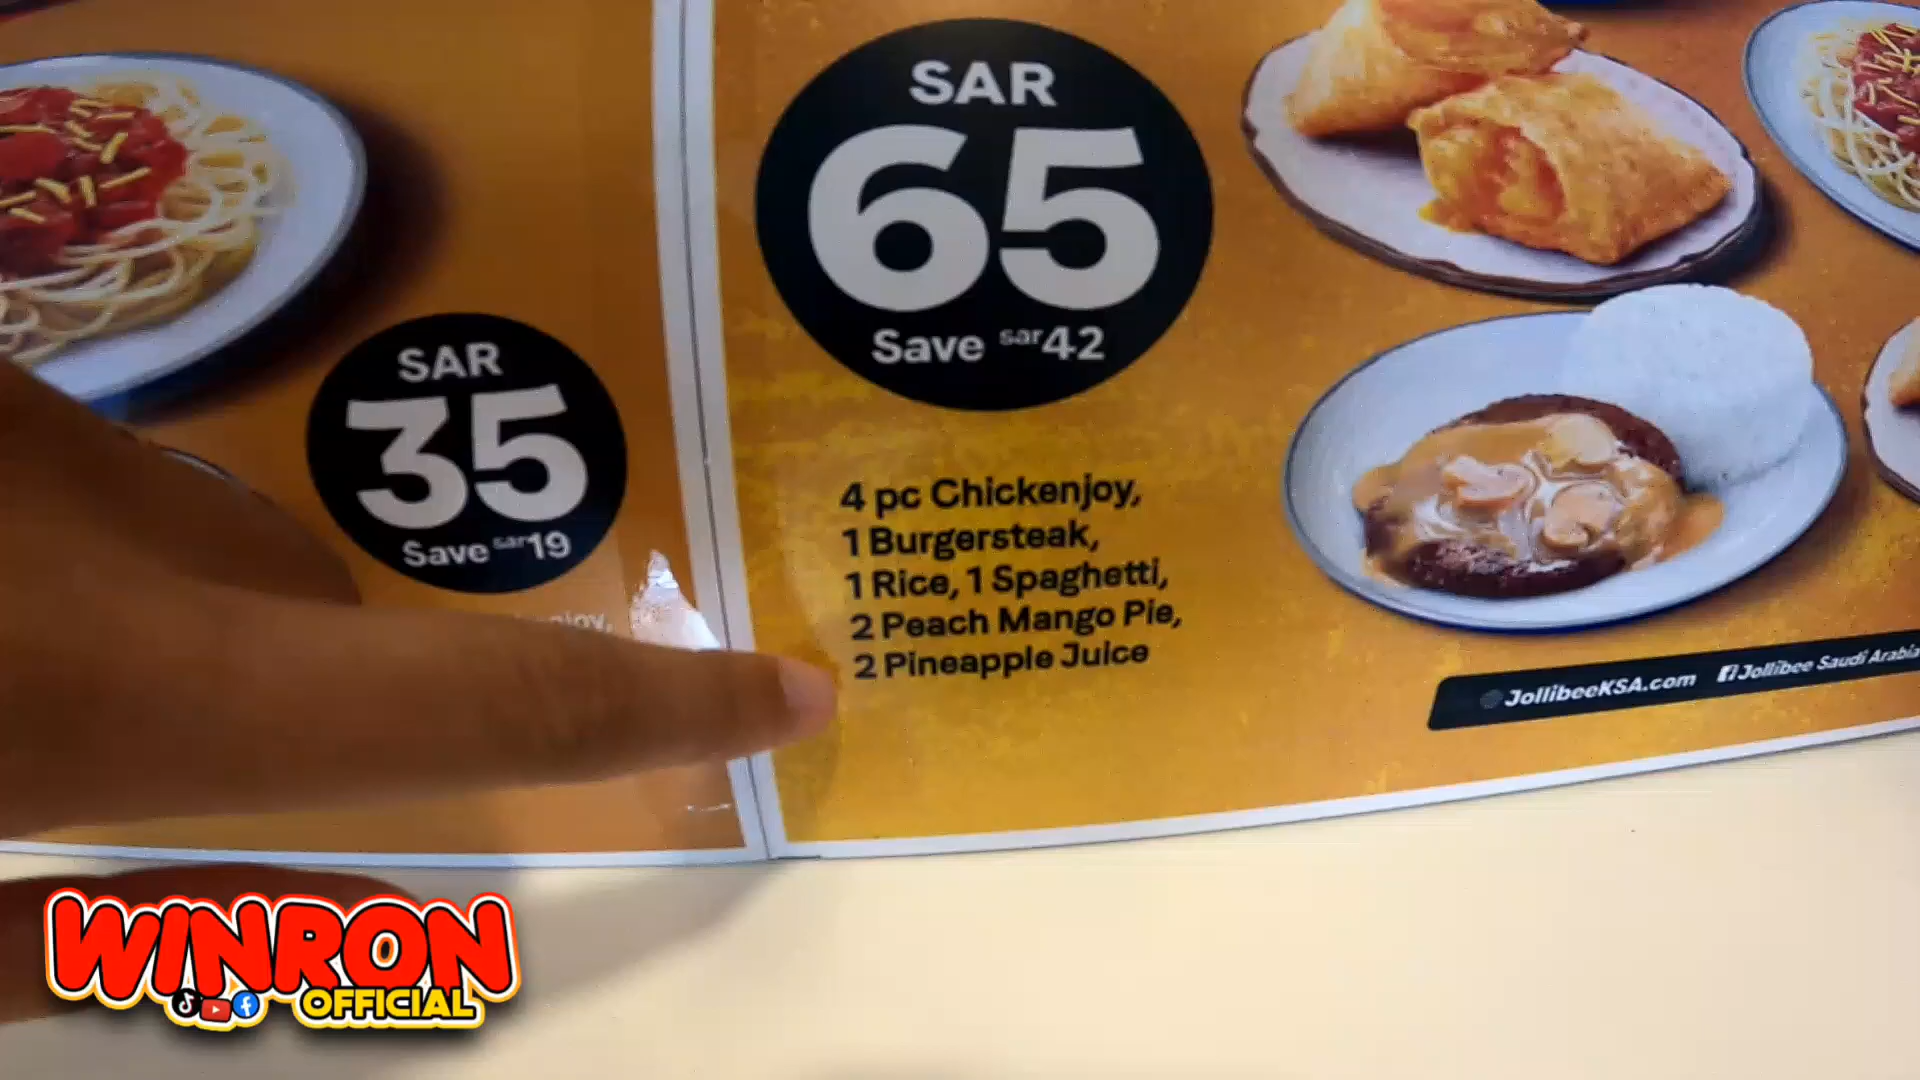 SAR
65
Save sar42
SAR
35
Save sar19
4 pc Chickenjoy,
1 Burgersteak,
1 Rice, 1 Spaghetti,
2 Peach Mango Pie,
2 Pineapple Juice
JollibeeKSA.com
Jollibee Saudi Arabia
WINRON
OFFICIAL